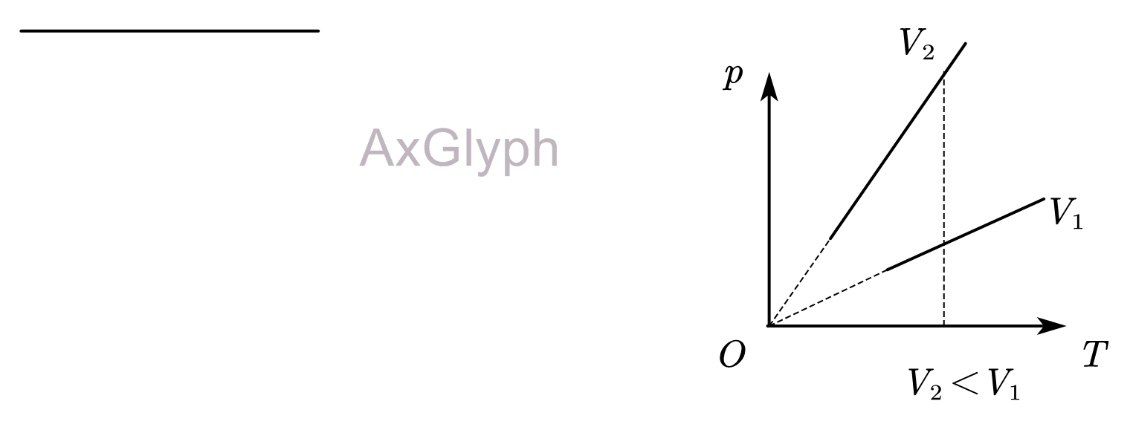 V₂
p
AxGlyph
V₁
O
T
V₂ < V₁